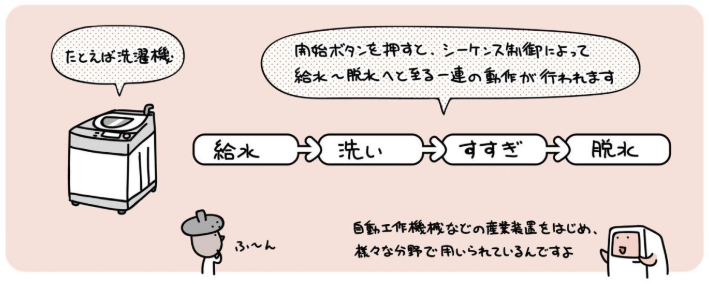 たとえば洗濯機
開始ボタンを押すと、シーケンス制御によって
給水～脱水へと至る一連の動作が行われます
給水
洗い
すすぎ
脱水
ふ～ん
自動工作機械などの産業装置をはじめ、
様々な分野で用いられているんですよ